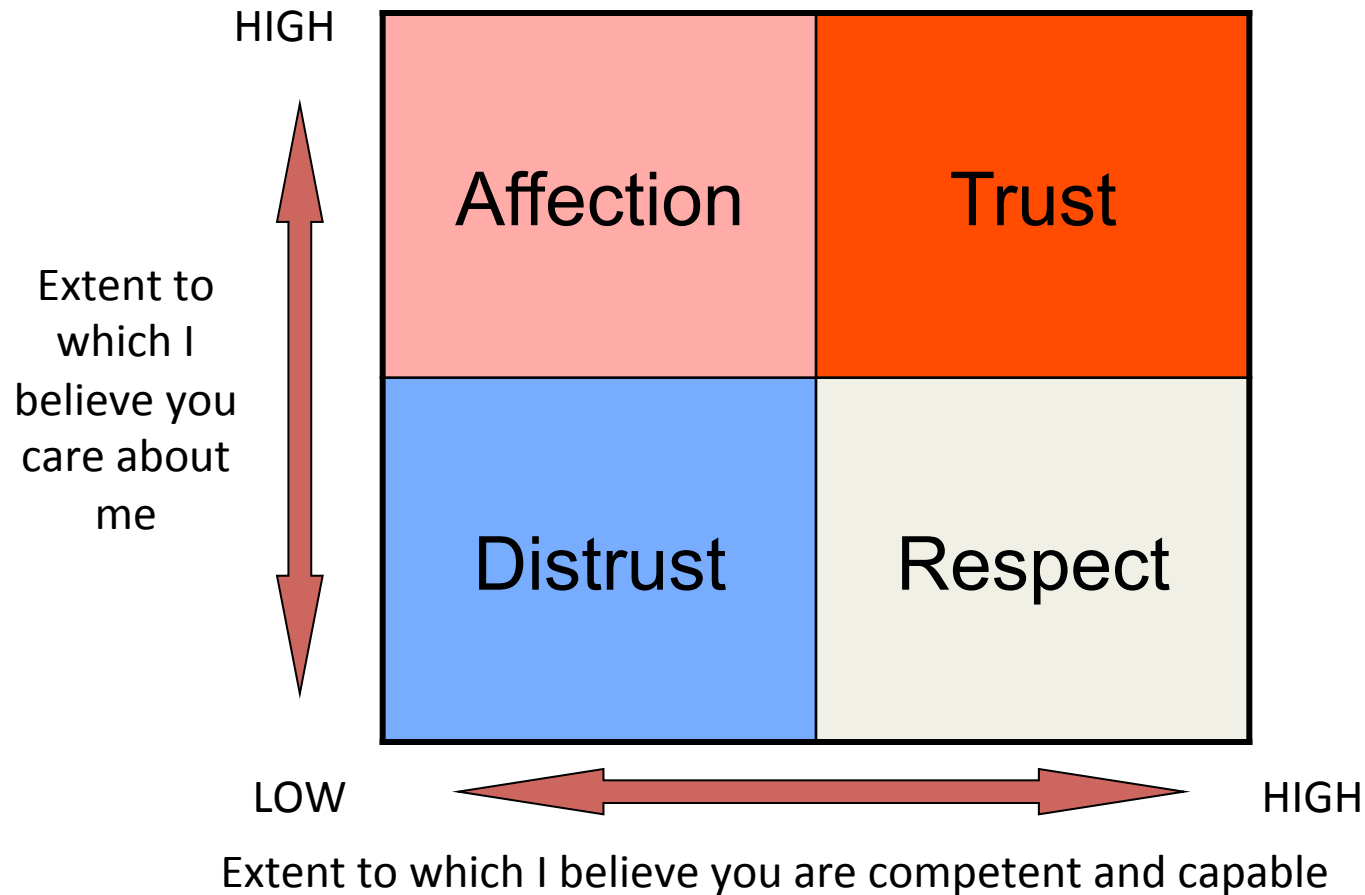 HIGH
Affection
Trust
Extent to
which I
believe you
care about
me
Distrust
Respect
LOW
HIGH
Extent to which I believe you are competent and capable